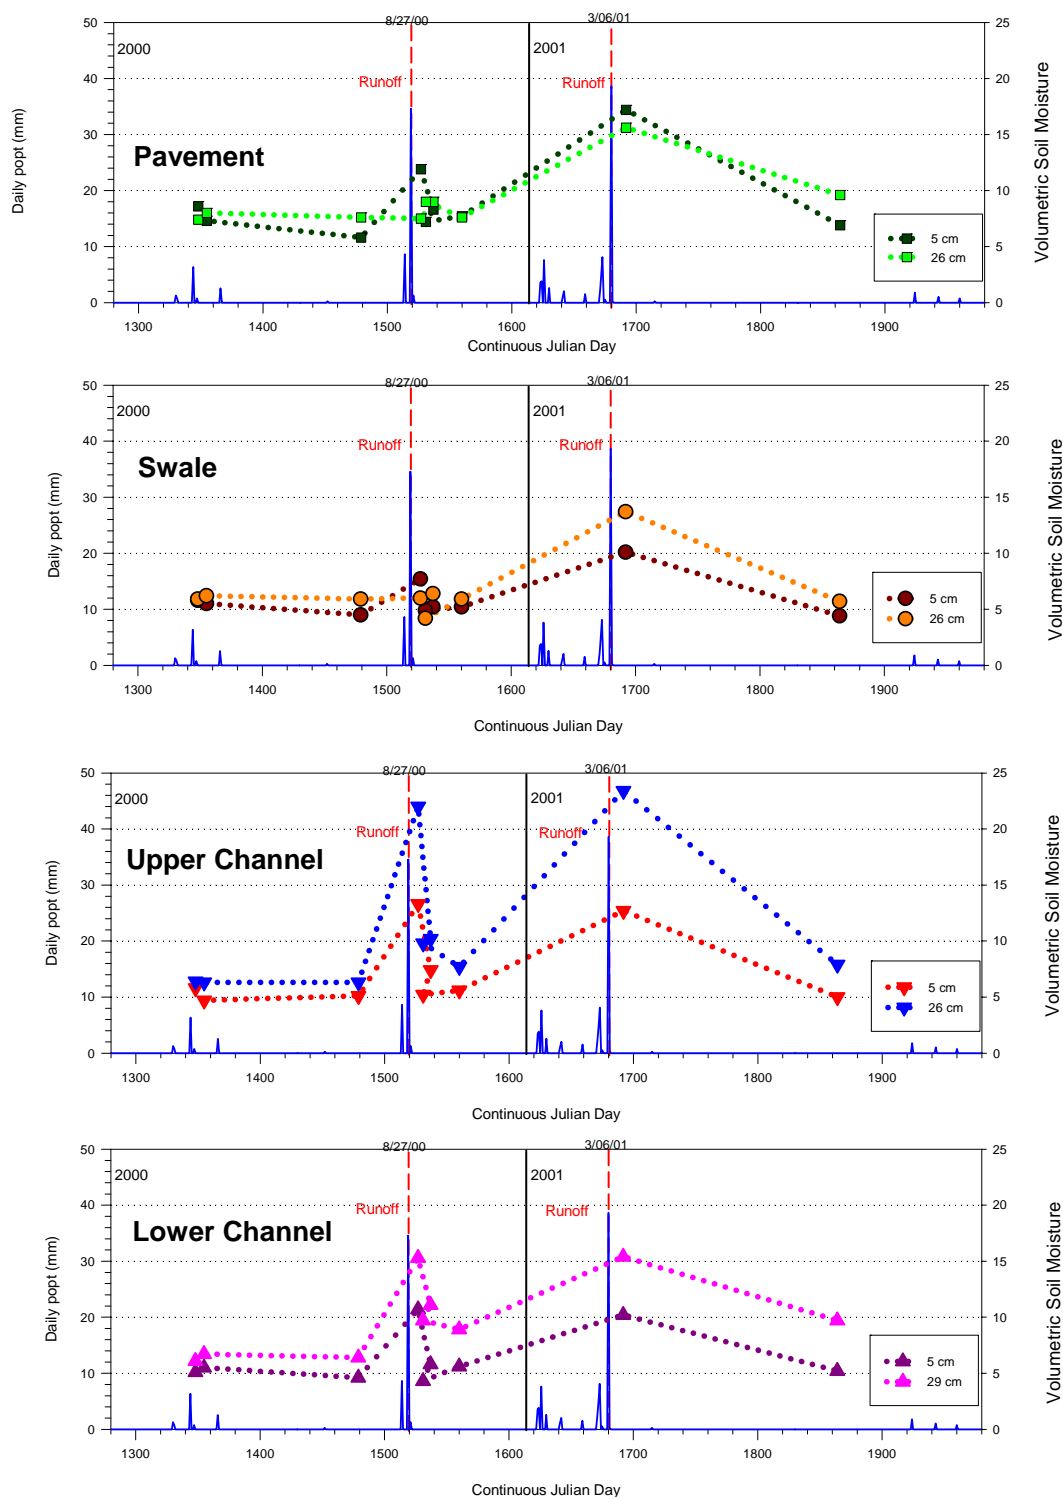 8/27/00
3/06/01
50
25
2000
2001
40
Runoff
Runoff
20
Daily popt (mm)
Volumetric Soil Moisture
30
15
Pavement
20
10
5 cm
26 cm
10
5
0
0
1300
1400
1500
1600
1700
1800
1900
Continuous Julian Day
8/27/00
3/06/01
50
25
2000
2001
40
Runoff
Runoff
20
Swale
Daily popt (mm)
Volumetric Soil Moisture
30
15
20
10
5 cm
26 cm
10
5
0
0
1300
1400
1500
1600
1700
1800
1900
Continuous Julian Day
8/27/00
3/06/01
50
25
2000
2001
40
Runoff
Runoff
20
Upper Channel
Daily popt (mm)
Volumetric Soil Moisture
30
15
20
10
5 cm
26 cm
10
5
0
0
1300
1400
1500
1600
1700
1800
1900
Continuous Julian Day
8/27/00
3/06/01
50
25
2000
2001
40
Runoff
Runoff
20
Lower Channel
Daily popt (mm)
Volumetric Soil Moisture
30
15
20
10
5 cm
29 cm
10
5
0
0
1300
1400
1500
1600
1700
1800
1900
Continuous Julian Day